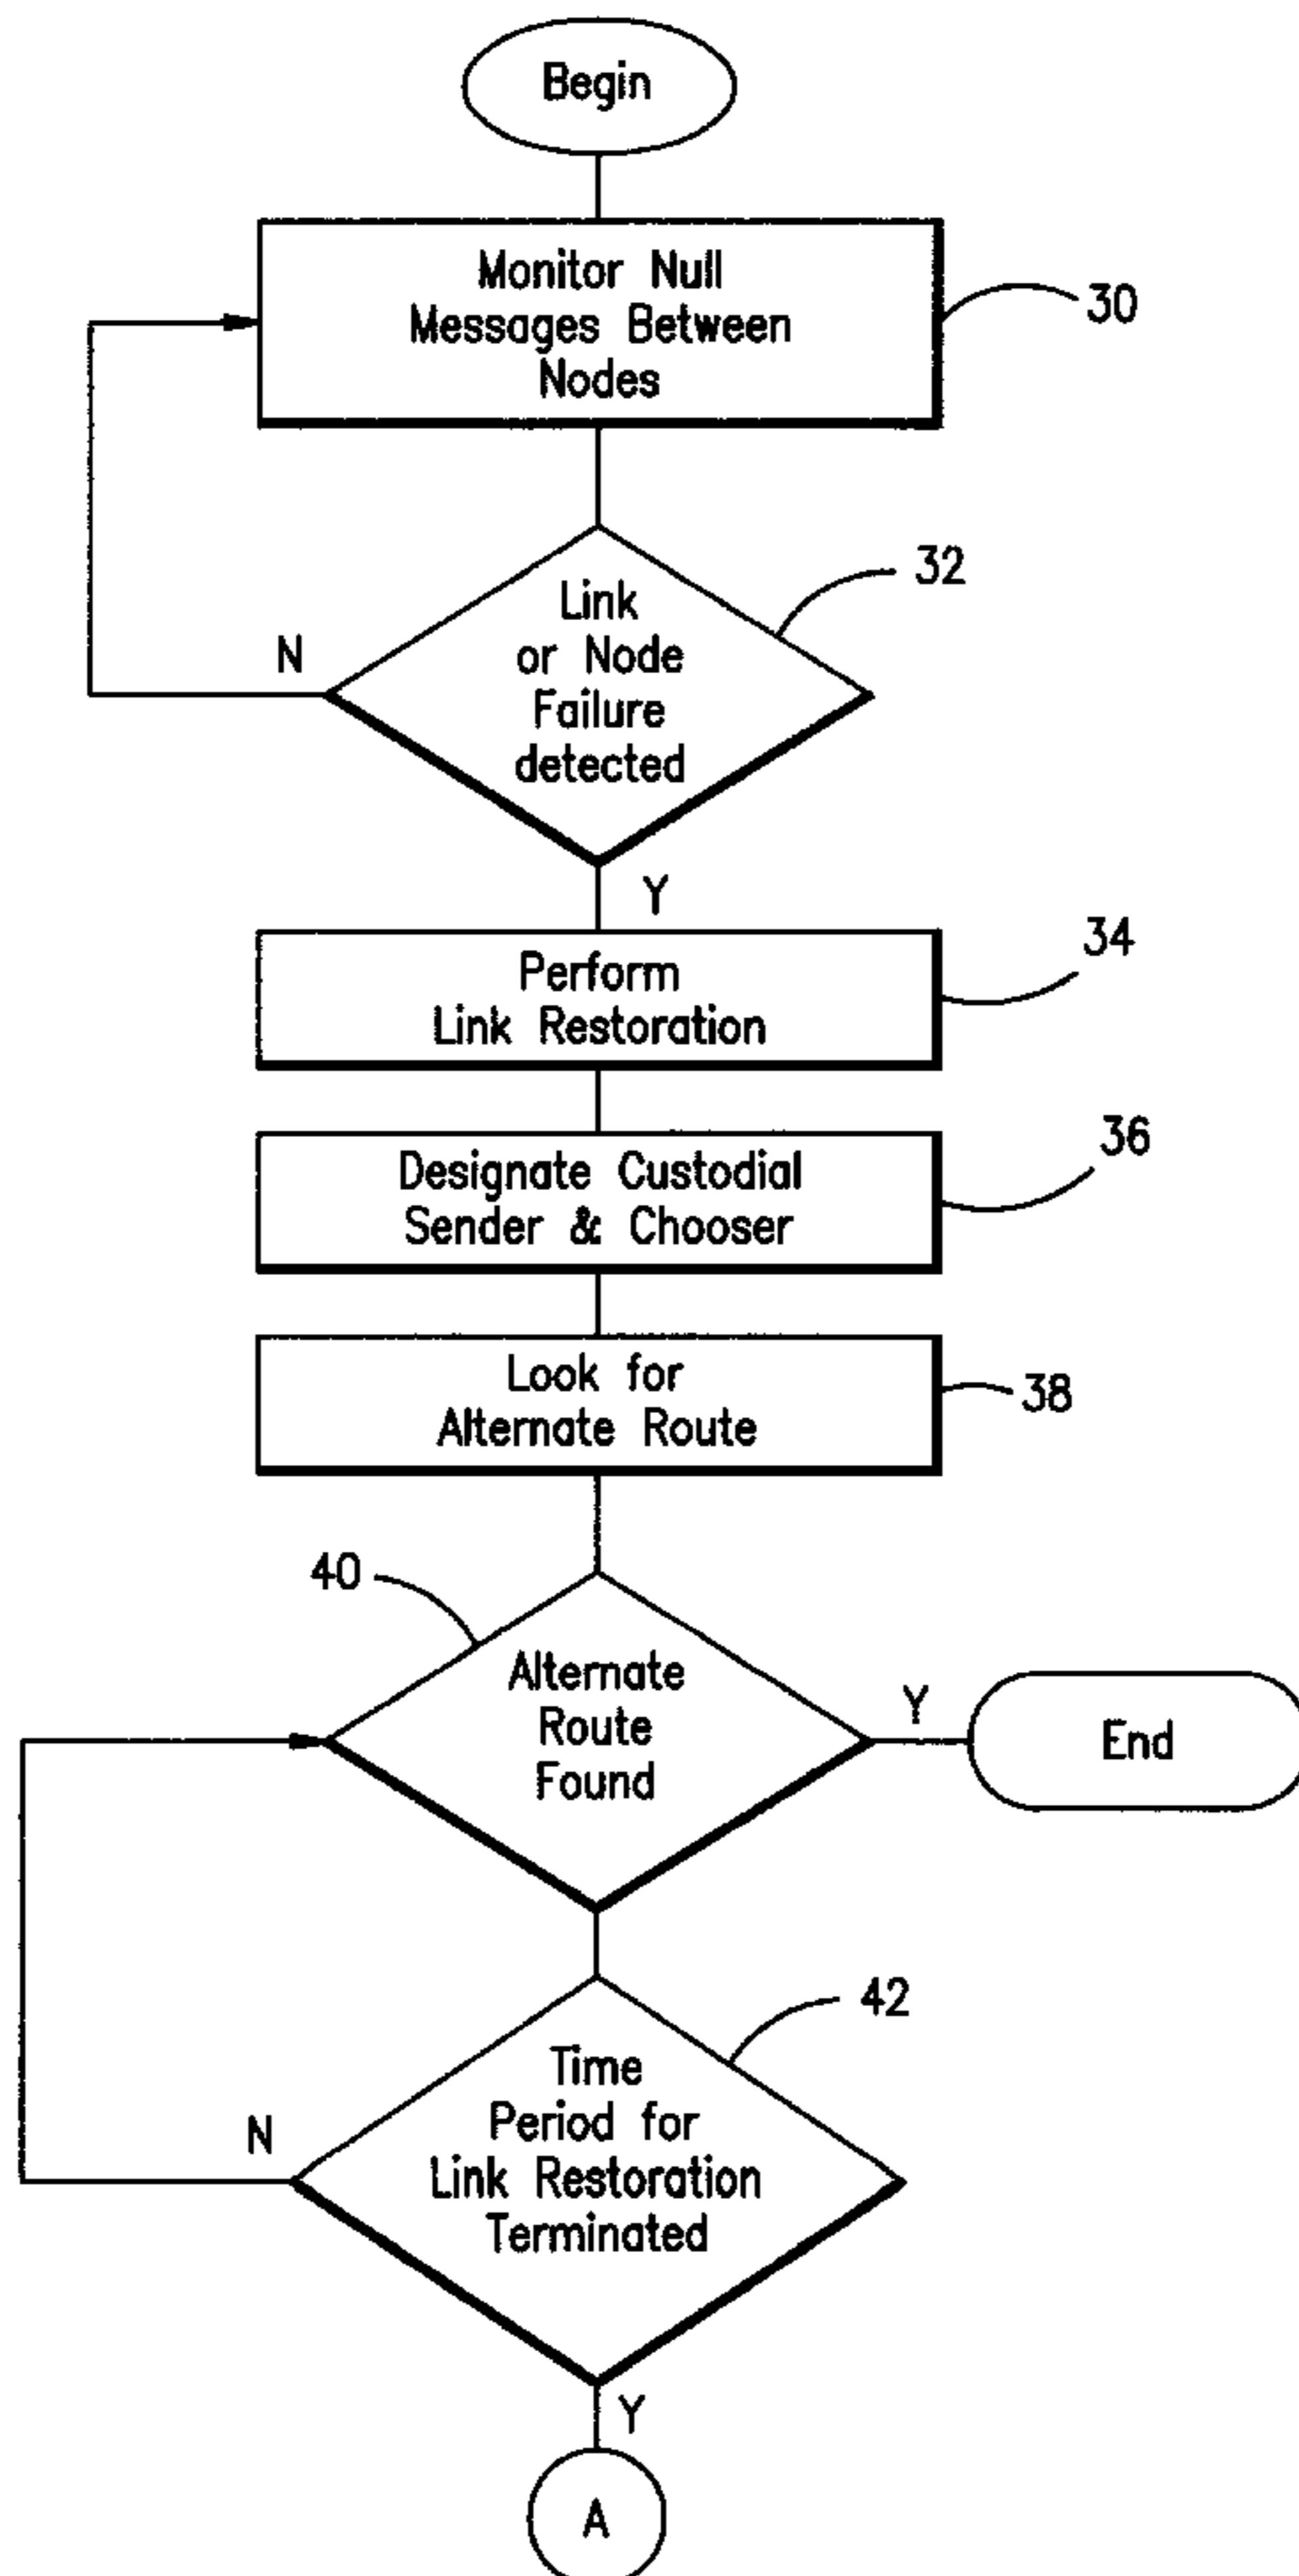 Begin
Monitor Null
Messages Between
Nodes
30
Link
or Node
Failure
detected
32
N
Y
Perform
Link Restoration
34
Designate Custodial
Sender & Chooser
36
Look for
Alternate Route
38
40
Alternate
Route
Found
Y
End
Time
Period for
Link Restoration
Terminated
42
N
Y
A